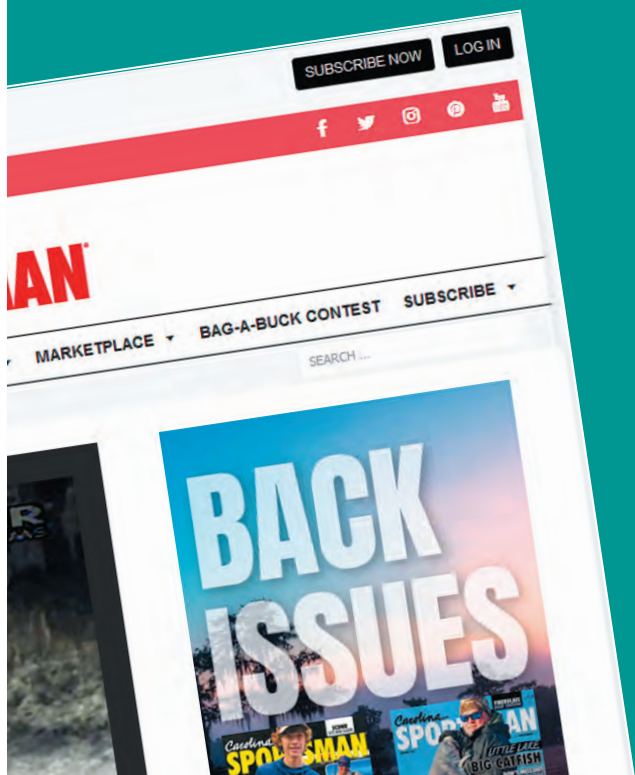 SUBSCRIBE NOW LOG IN
You
MAN
MARKETPLACE BAG-A-BUCK CONTEST SUBSCRIBE
SEARCH ...
BACK
ISSUES
Carolina
SPORTSMAN
Carolina
SPORTSMAN
LITTLE LAKE
BIG CATFISH